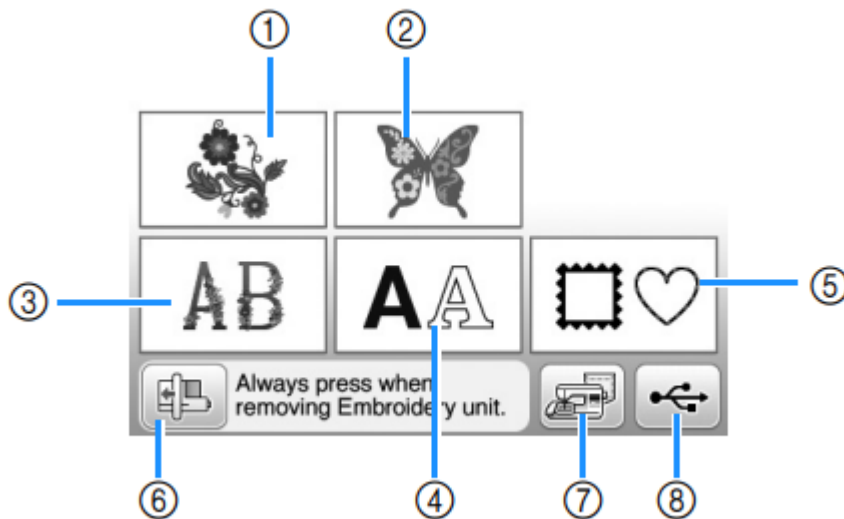 ① ②
③ AB AA ⑤
Always press when
removing Embroidery unit.
⑥ ④ ⑦ ⑧